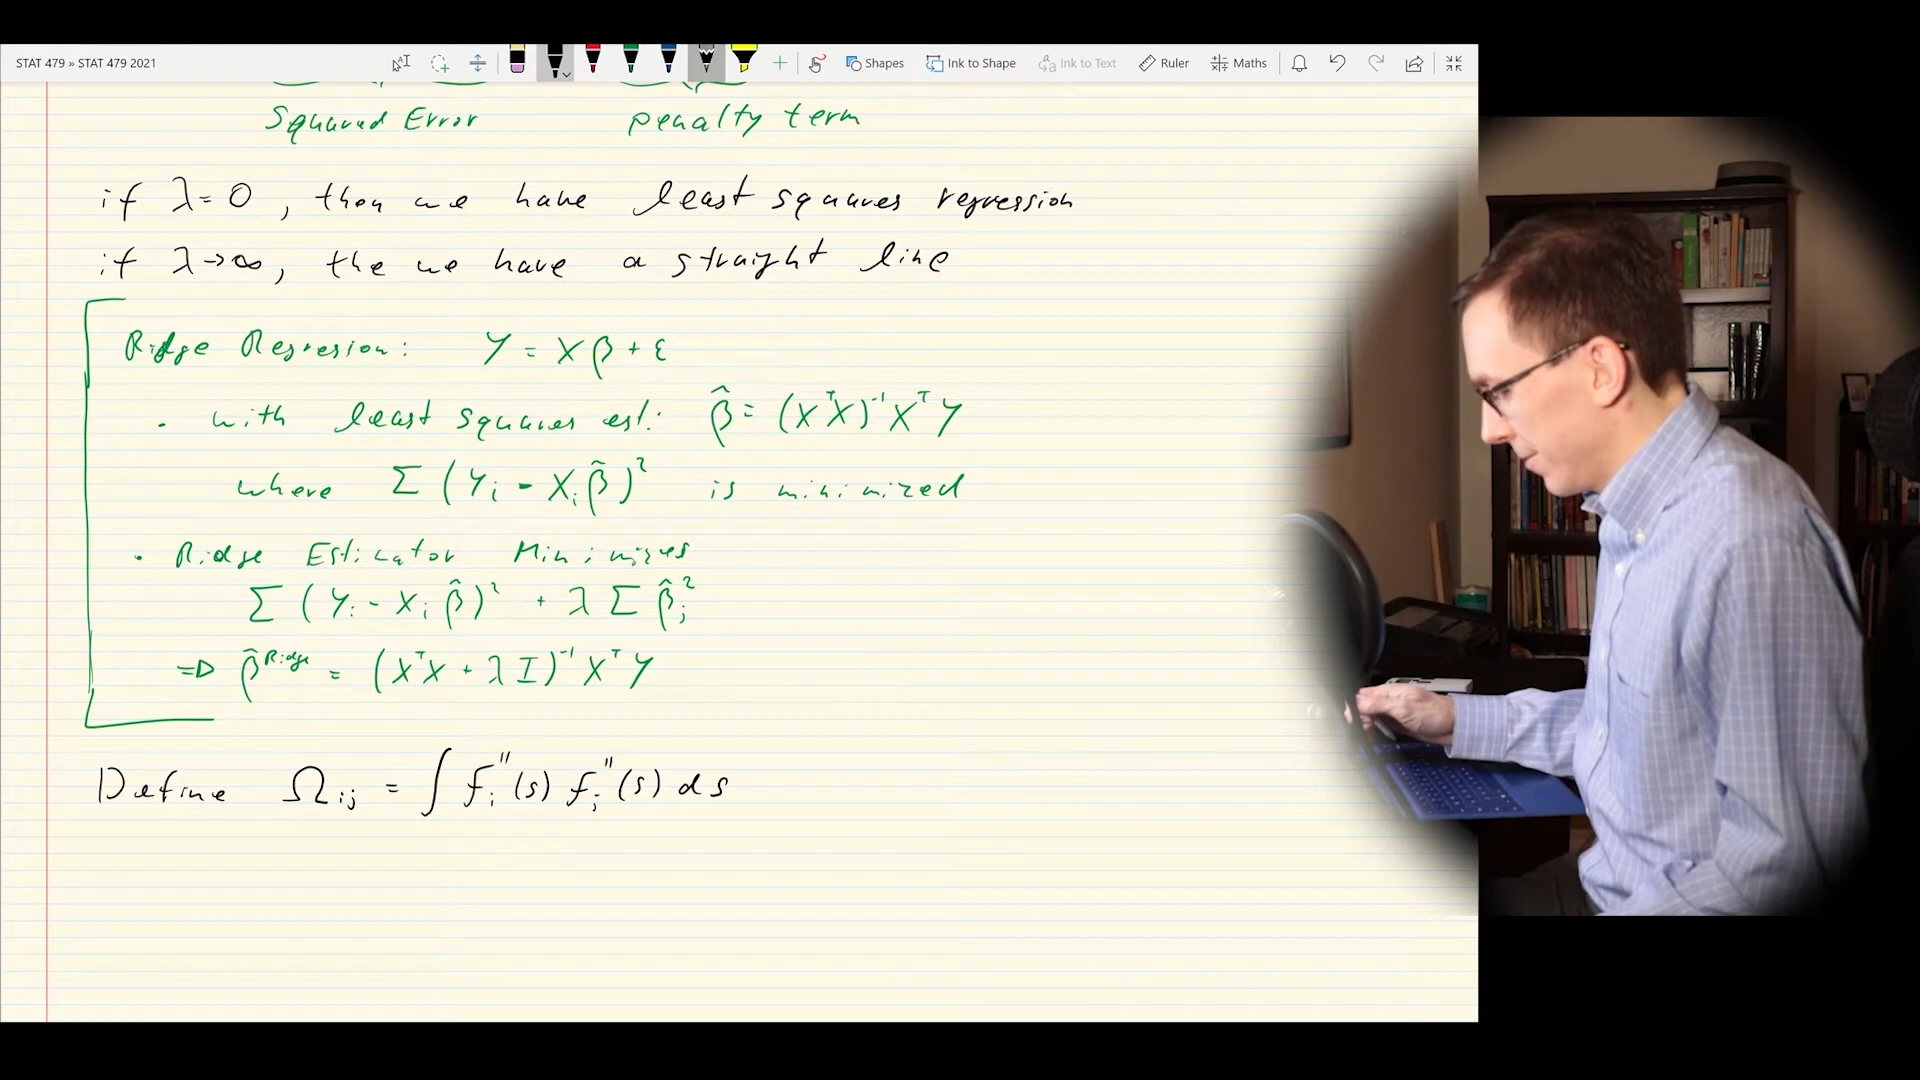 STAT 479 » STAT 479 2021 Shapes Ink to Shape Ink to Text Ruler Maths
Squared Error penalty term
if λ = 0 , then we have least squares regression
if λ → ∞, the we have a straight line
Ridge Regresion: Y = Xβ + ε
· with least squares est: β̂ = (XᵀX)⁻¹XᵀY
where Σ (Yᵢ - Xᵢβ̂)² is minimized
· Ridge Estimator Minimizes
Σ (Yᵢ - Xᵢβ̂)² + λ Σ β̂ⱼ²
⇒ β̂ᴿⁱᵈᵍᵉ = (XᵀX + λI)⁻¹XᵀY
Define Ωᵢⱼ = ∫ fᵢ''(s) fⱼ''(s) ds